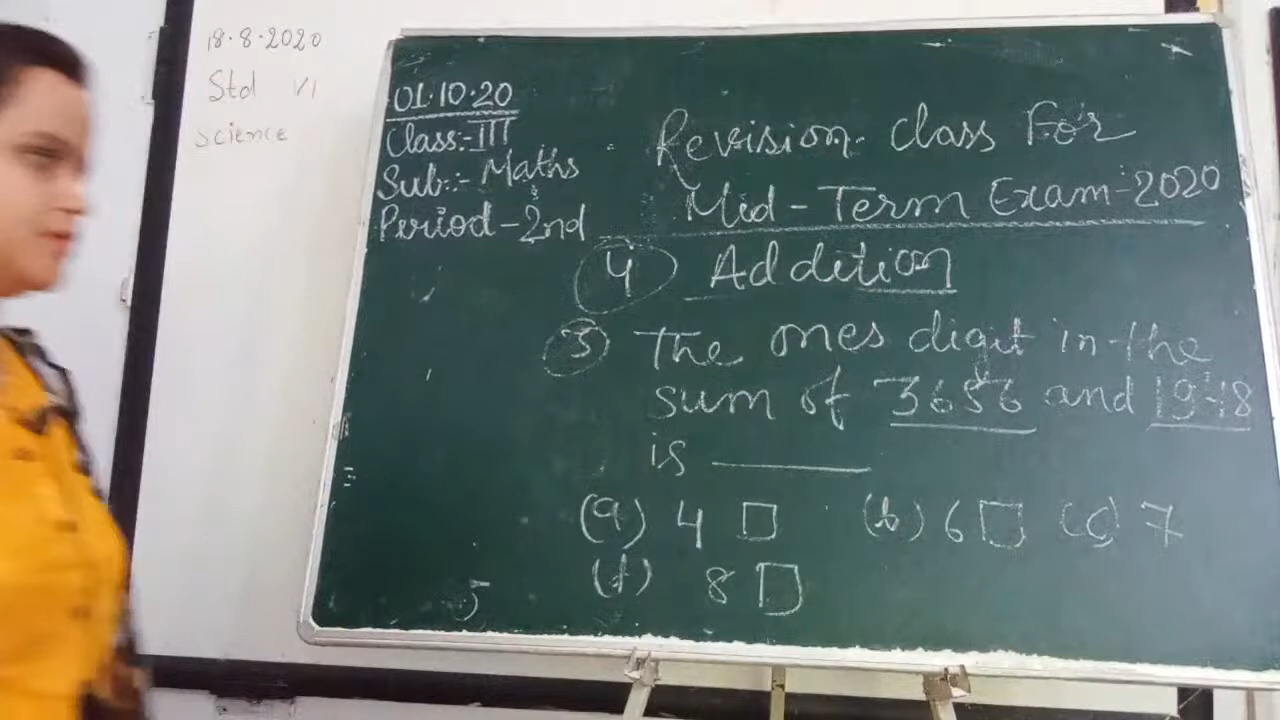 18.8.2020
Std VI
Science
01.10.20
Class:-III
Sub:- Maths
Period-2nd
Revision Class For
Mid-Term Exam-2020
4 Addition
3 The ones digit in the
sum of 3656 and 1948
is ______
(a) 4 □ (b) 6 □ (c) 7
(d) 8 □